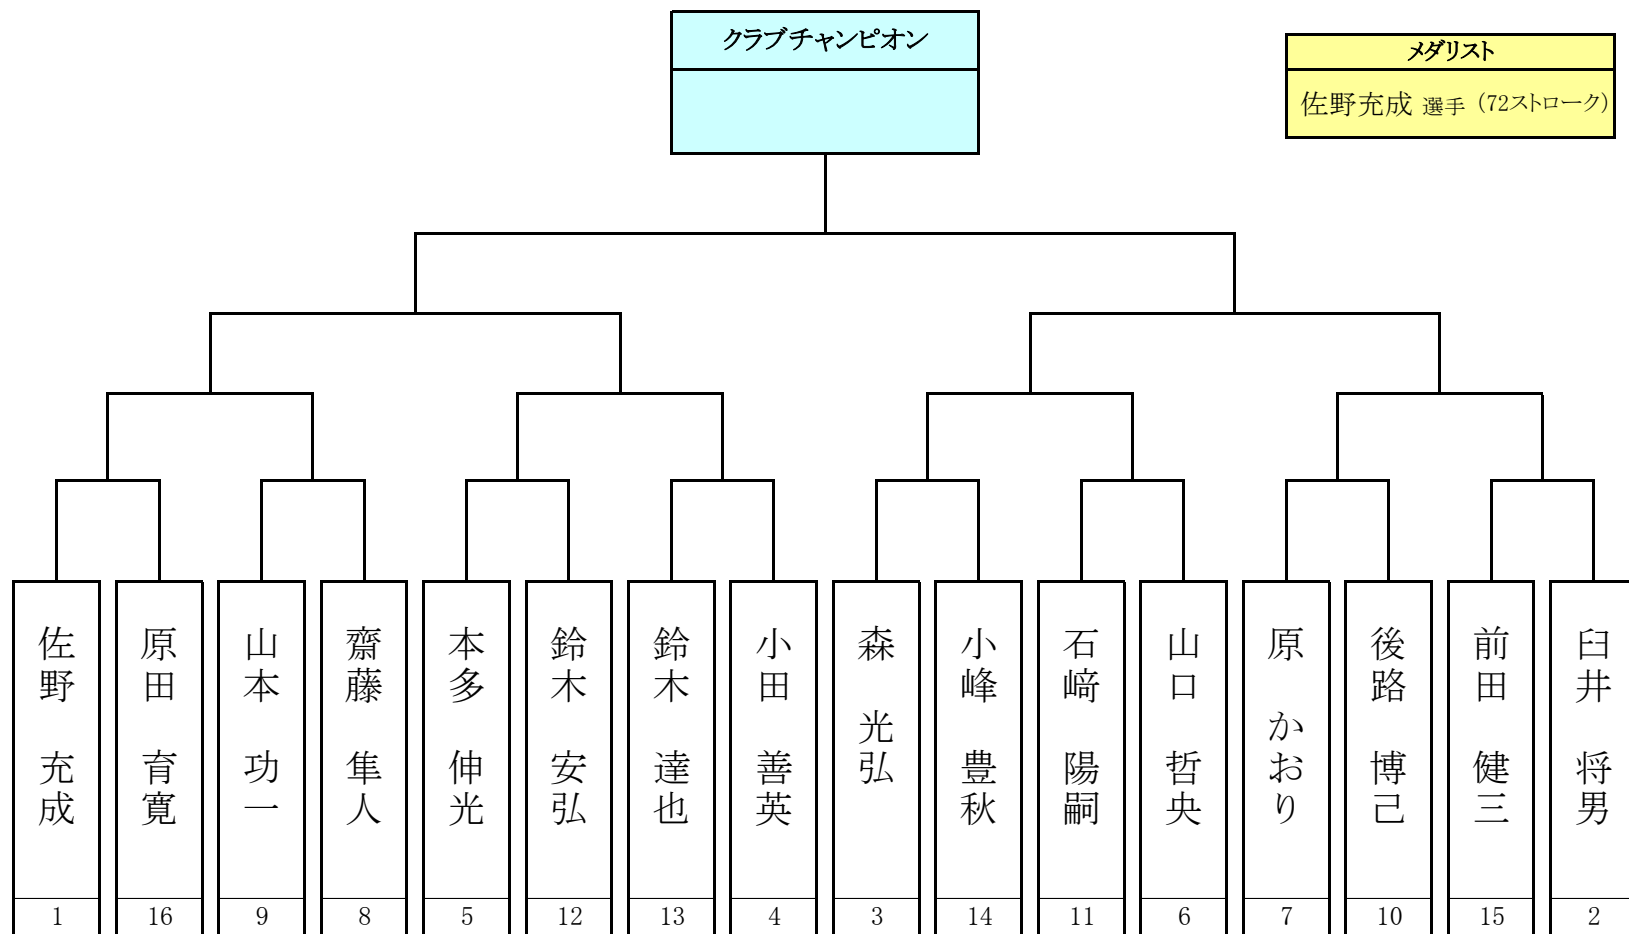 クラブチャンピオン
メダリスト
佐野充成 選手（72ストローク）
佐野　充成
原田　育寛
山本　功一
齋藤　隼人
本多　伸光
鈴木　安弘
鈴木　達也
小田　善英
森　光弘
小峰　豊秋
石﨑　陽嗣
山口　哲央
原　かおり
後路　博己
前田　健三
臼井　将男
1
16
9
8
5
12
13
4
3
14
11
6
7
10
15
2